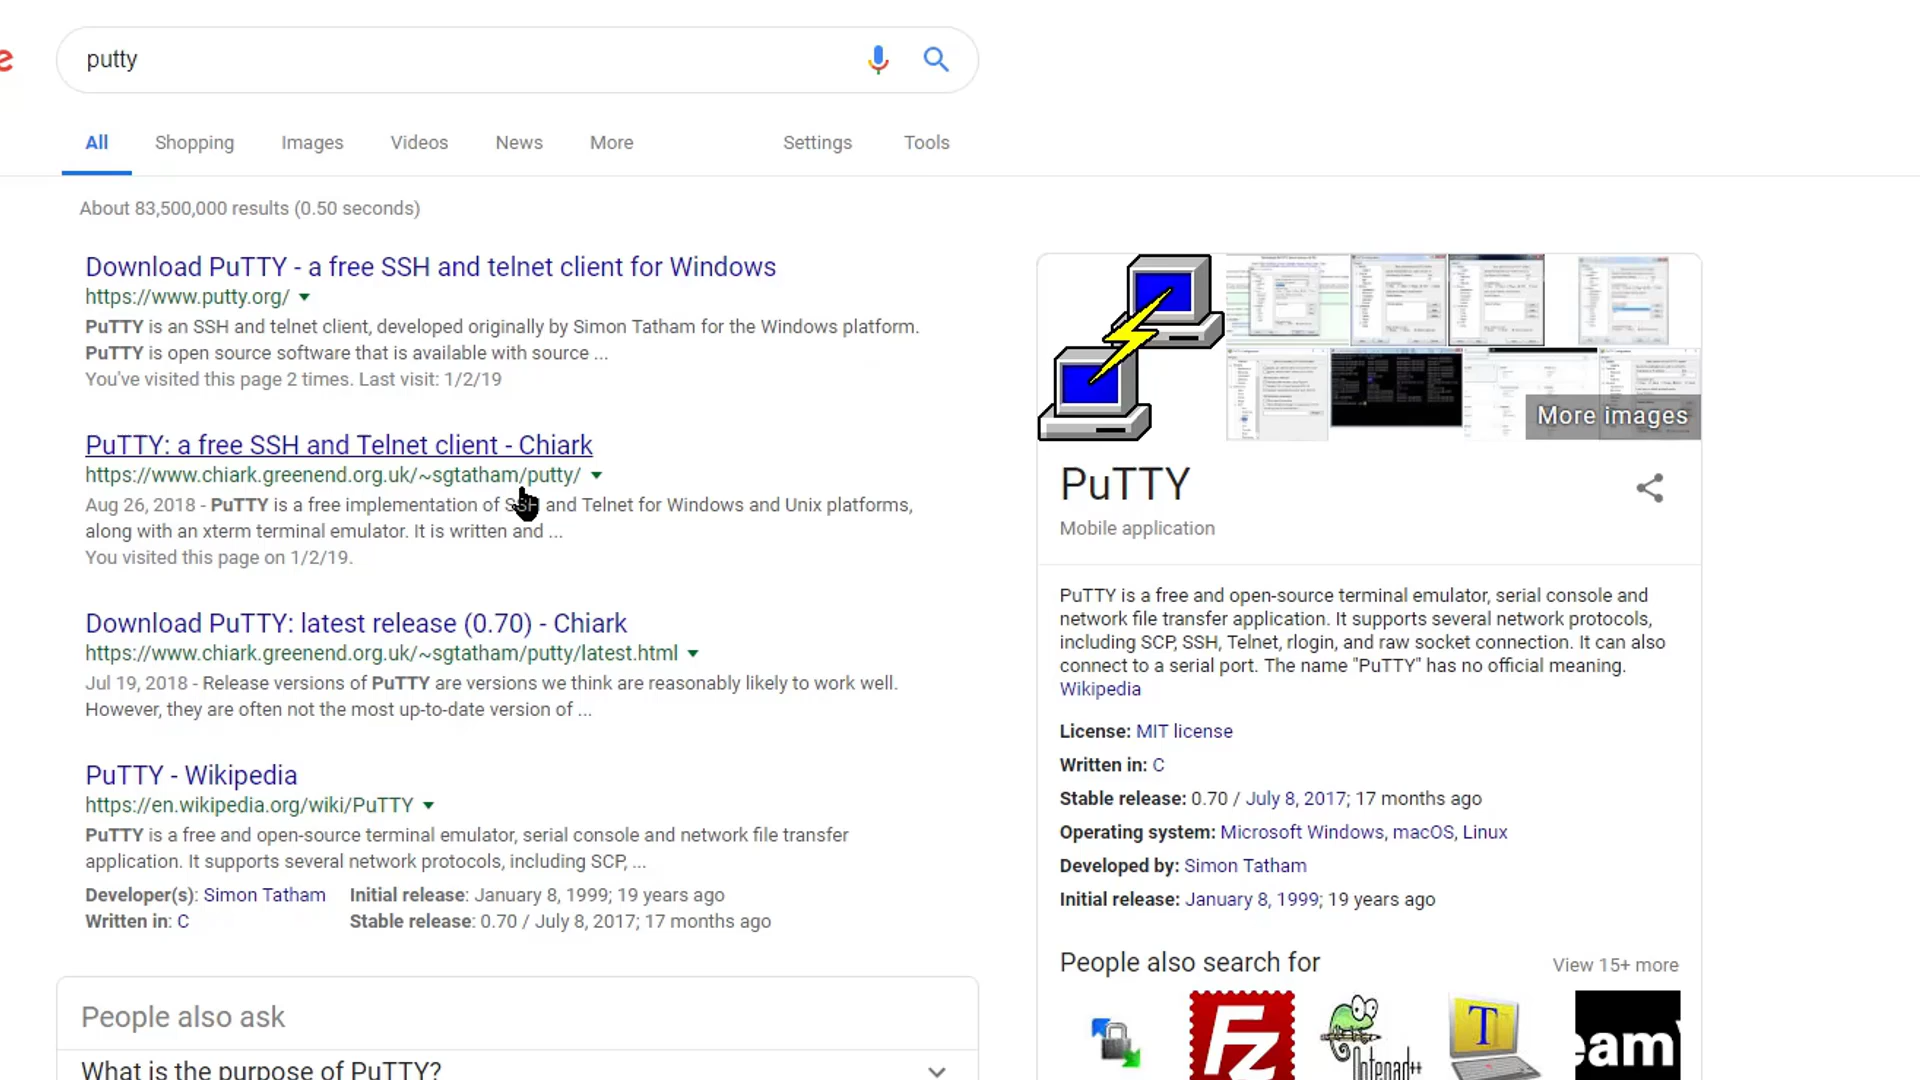 e
putty
All Shopping Images Videos News More Settings Tools
About 83,500,000 results (0.50 seconds)
Download PuTTY - a free SSH and telnet client for Windows
https://www.putty.org/
PuTTY is an SSH and telnet client, developed originally by Simon Tatham for the Windows platform.
PuTTY is open source software that is available with source ...
You've visited this page 2 times. Last visit: 1/2/19
PuTTY: a free SSH and Telnet client - Chiark
https://www.chiark.greenend.org.uk/~sgtatham/putty/
Aug 26, 2018 - PuTTY is a free implementation of SSH and Telnet for Windows and Unix platforms,
along with an xterm terminal emulator. It is written and ...
You visited this page on 1/2/19.
Download PuTTY: latest release (0.70) - Chiark
https://www.chiark.greenend.org.uk/~sgtatham/putty/latest.html
Jul 19, 2018 - Release versions of PuTTY are versions we think are reasonably likely to work well.
However, they are often not the most up-to-date version of ...
PuTTY - Wikipedia
https://en.wikipedia.org/wiki/PuTTY
PuTTY is a free and open-source terminal emulator, serial console and network file transfer
application. It supports several network protocols, including SCP, ...
Developer(s): Simon Tatham Initial release: January 8, 1999; 19 years ago
Written in: C Stable release: 0.70 / July 8, 2017; 17 months ago
People also ask
What is the purpose of PuTTY?
More images
PuTTY
Mobile application
PuTTY is a free and open-source terminal emulator, serial console and
network file transfer application. It supports several network protocols,
including SCP, SSH, Telnet, rlogin, and raw socket connection. It can also
connect to a serial port. The name "PuTTY" has no official meaning.
Wikipedia
License: MIT license
Written in: C
Stable release: 0.70 / July 8, 2017; 17 months ago
Operating system: Microsoft Windows, macOS, Linux
Developed by: Simon Tatham
Initial release: January 8, 1999; 19 years ago
People also search for View 15+ more
Fz Notepad++ T eam